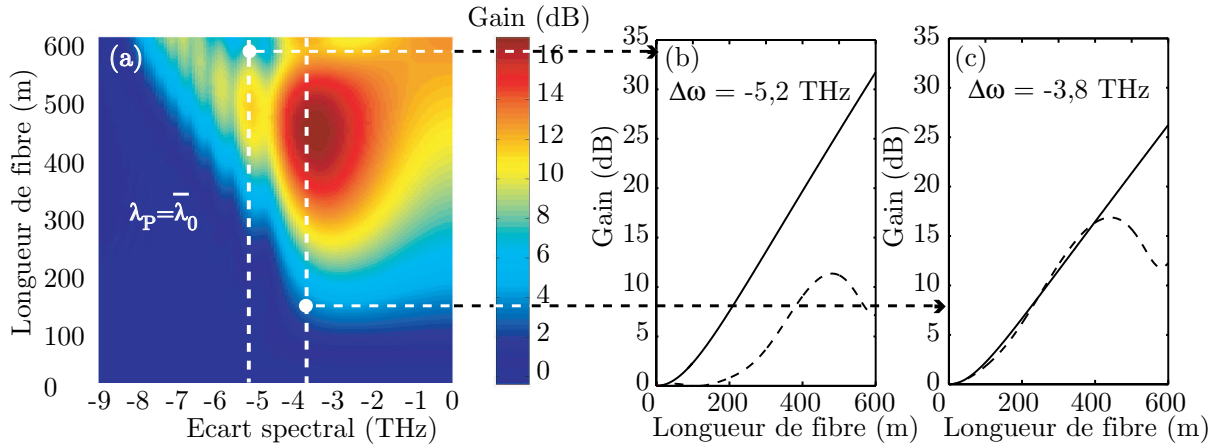 Gain (dB)
(a)
λP=λ̄0
Longueur de fibre (m)
600
500
400
300
200
100
0
-9 -8 -7 -6 -5 -4 -3 -2 -1 0
Ecart spectral (THz)
16
14
12
10
8
6
4
2
0
(b)
Δω = -5,2 THz
Gain (dB)
35
30
25
20
15
10
5
0
0 200 400 600
Longueur de fibre (m)
(c)
Δω = -3,8 THz
Gain (dB)
35
30
25
20
15
10
5
0
0 200 400 600
Longueur de fibre (m)